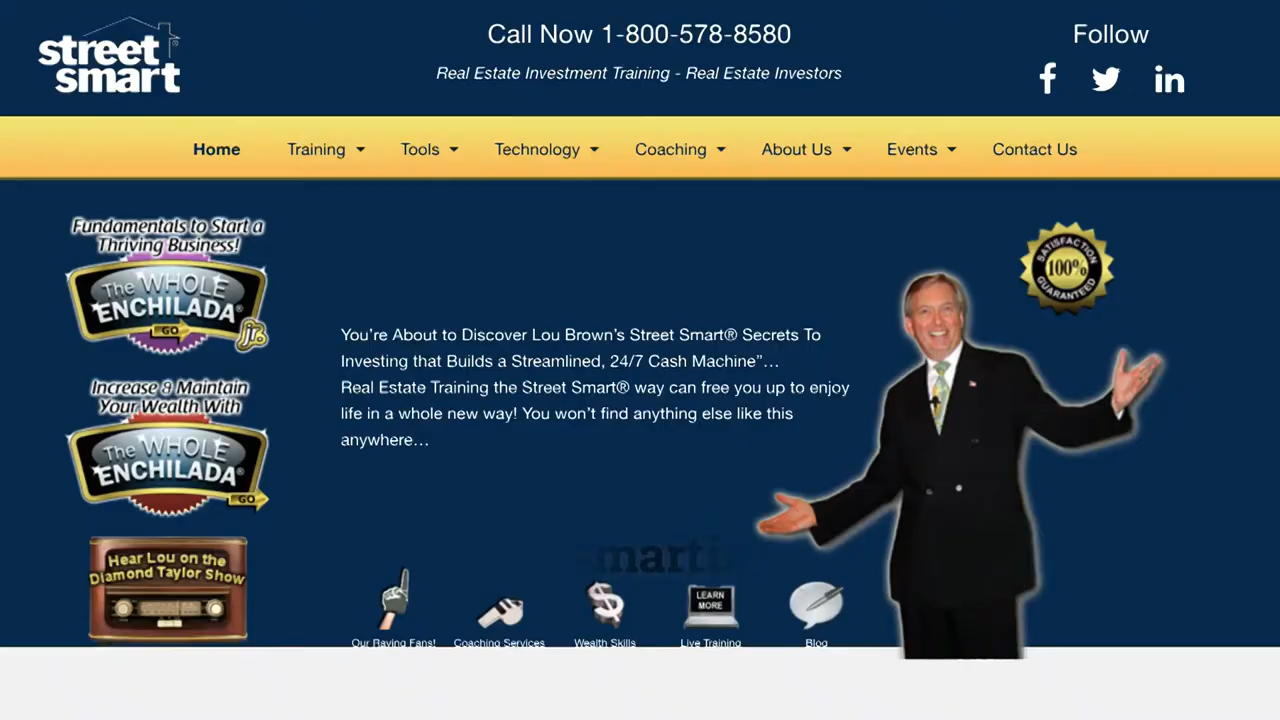 street
smart
Call Now 1-800-578-8580
Real Estate Investment Training - Real Estate Investors
Follow
Home
Training
Tools
Technology
Coaching
About Us
Events
Contact Us
Fundamentals to Start a
Thriving Business!
The WHOLE
ENCHILADA®
GO
jr.
Increase & Maintain
Your Wealth With
The WHOLE
ENCHILADA®
GO
Hear Lou on the
Diamond Taylor Show
You're About to Discover Lou Brown's Street Smart® Secrets To
Investing that Builds a Streamlined, 24/7 Cash Machine”…
Real Estate Training the Street Smart® way can free you up to enjoy
life in a whole new way! You won't find anything else like this
anywhere…
SATISFACTION
100%
GUARANTEED
LEARN
MORE
Our Raving Fans!
Coaching Services
Wealth Skills
Live Training
Blog